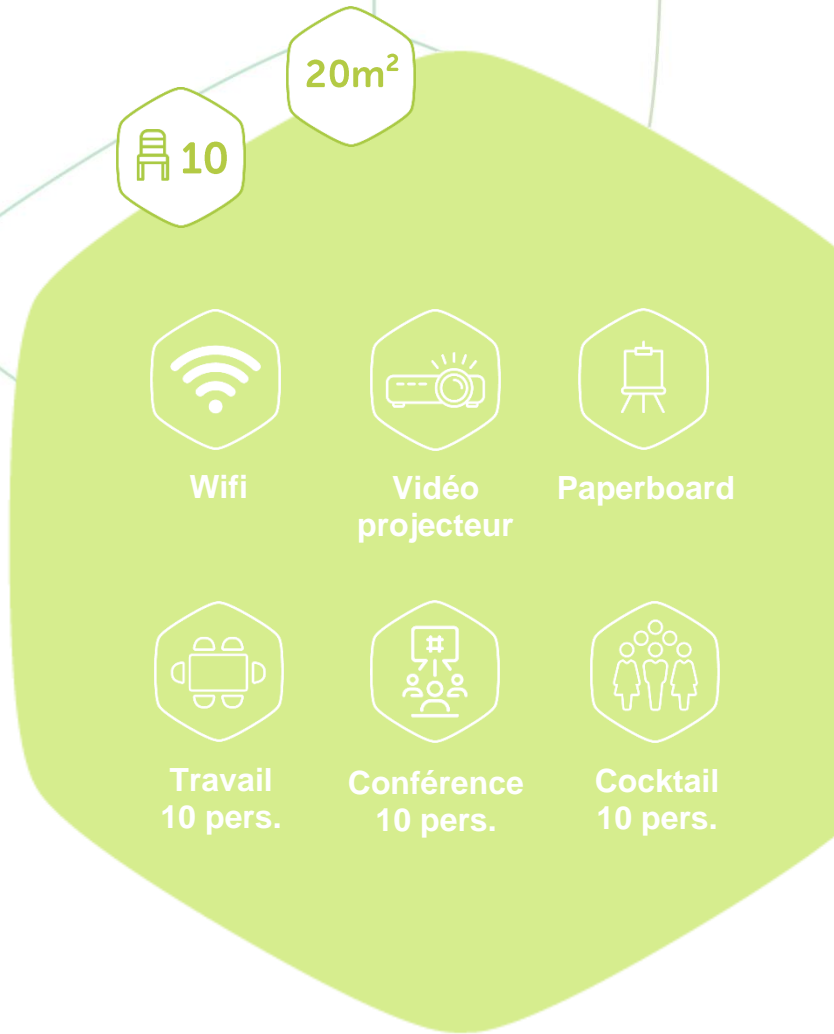 20m²
10
Wifi
Vidéo
projecteur
Paperboard
Travail
10 pers.
Conférence
10 pers.
Cocktail
10 pers.